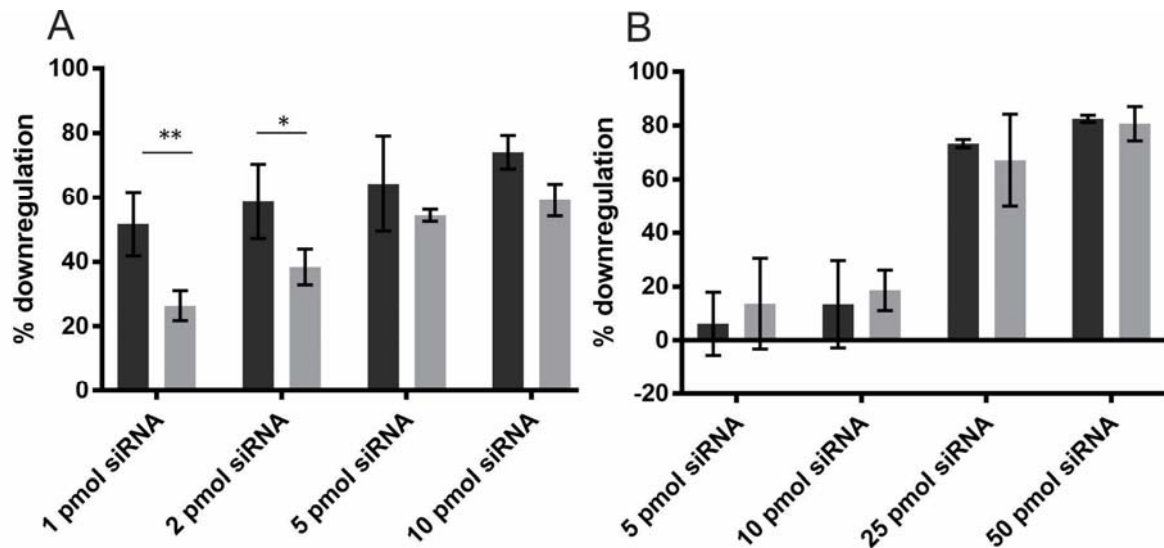 A
% downregulation
100
80
60
40
20
0
**
*
1 pmol siRNA
2 pmol siRNA
5 pmol siRNA
10 pmol siRNA
B
% downregulation
100
80
60
40
20
0
-20
5 pmol siRNA
10 pmol siRNA
25 pmol siRNA
50 pmol siRNA